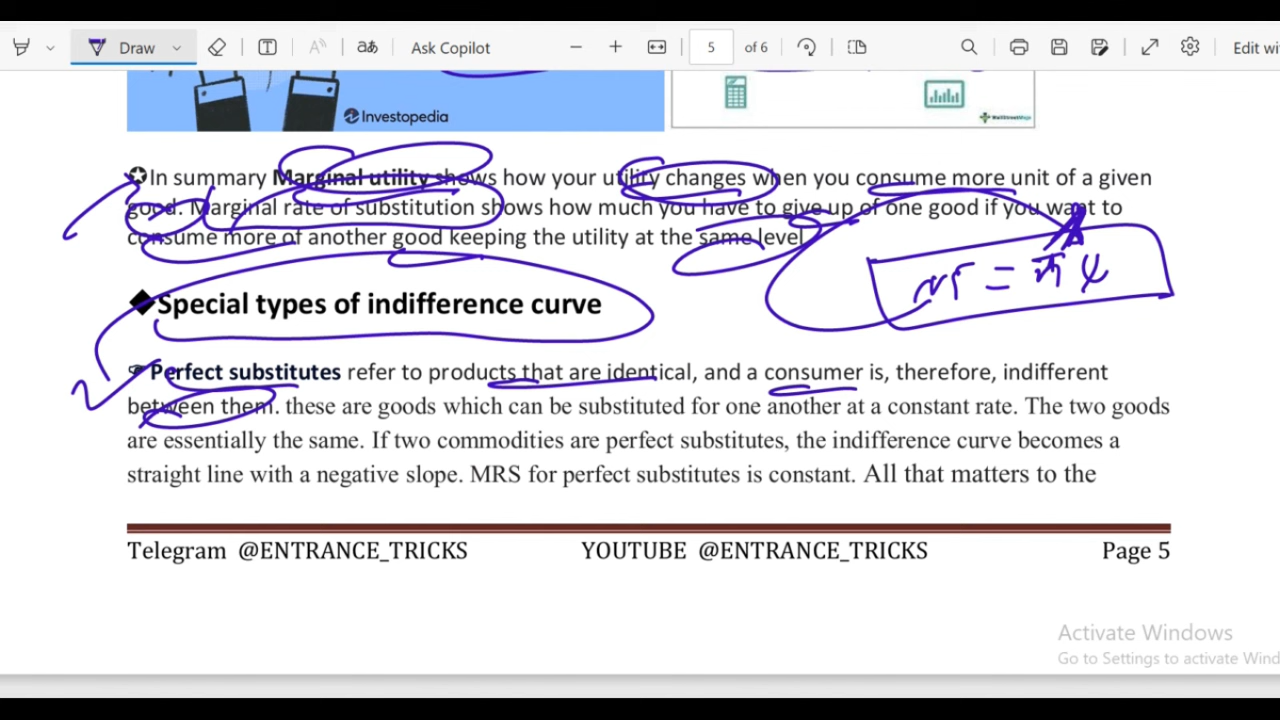 Draw
Ask Copilot
5
of 6
Edit wi
Investopedia
WallStreetMojo
In summary Marginal utility shows how your utility changes when you consume more unit of a given
good. Marginal rate of substitution shows how much you have to give up of one good if you want to
consume more of another good keeping the utility at the same level
Special types of indifference curve
Perfect substitutes refer to products that are identical, and a consumer is, therefore, indifferent
between them. these are goods which can be substituted for one another at a constant rate. The two goods
are essentially the same. If two commodities are perfect substitutes, the indifference curve becomes a
straight line with a negative slope. MRS for perfect substitutes is constant. All that matters to the
Telegram @ENTRANCE_TRICKS YOUTUBE @ENTRANCE_TRICKS Page 5
Activate Windows
Go to Settings to activate Wind